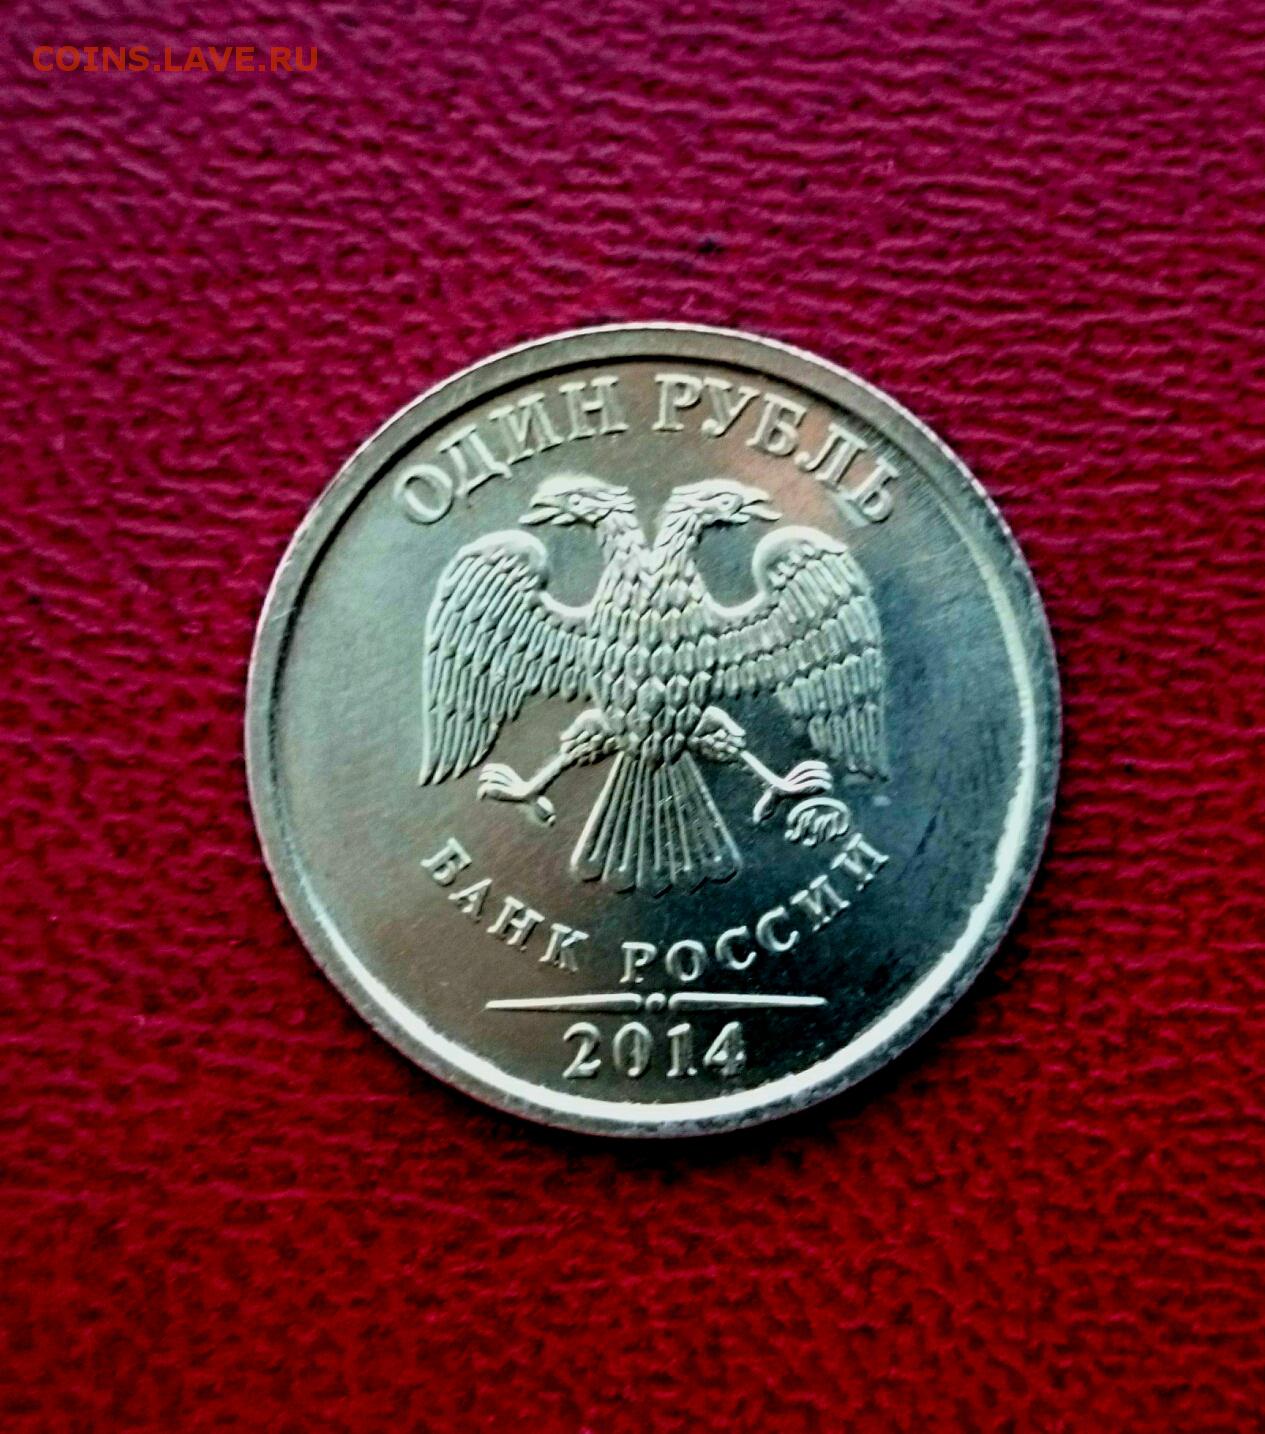 COINS.LAVE.RU
ОДИН РУБЛЬ
БАНК РОССИИ
2014